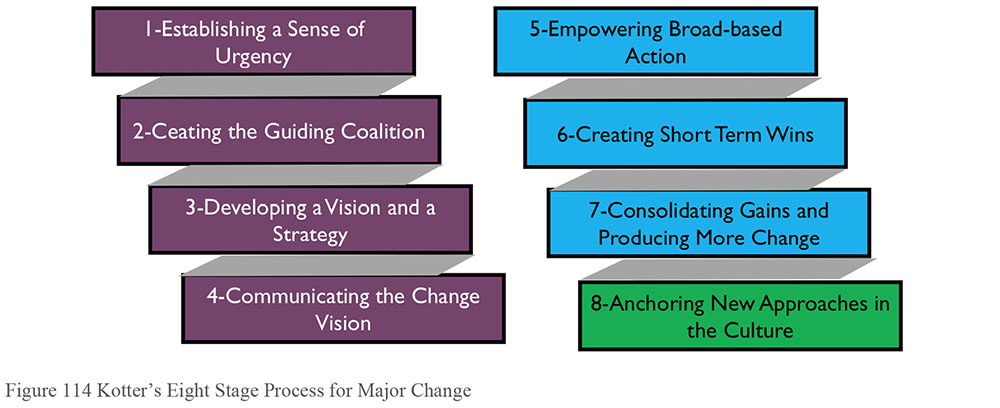 1-Establishing a Sense of
Urgency
2-Ceating the Guiding Coalition
3-Developing a Vision and a
Strategy
4-Communicating the Change
Vision
5-Empowering Broad-based
Action
6-Creating Short Term Wins
7-Consolidating Gains and
Producing More Change
8-Anchoring New Approaches in
the Culture
Figure 114 Kotter’s Eight Stage Process for Major Change